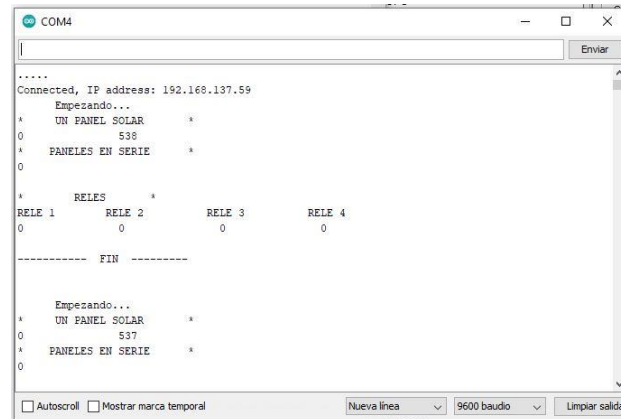 COM4
Enviar
.....
Connected, IP address: 192.168.137.59
Empezando...
* UN PANEL SOLAR *
0 538
* PANELES EN SERIE *
0
* RELES *
RELE 1 RELE 2 RELE 3 RELE 4
0 0 0 0
----------- FIN ---------
Empezando...
* UN PANEL SOLAR *
0 537
* PANELES EN SERIE *
0
Autoscroll Mostrar marca temporal Nueva línea 9600 baudio Limpiar salida